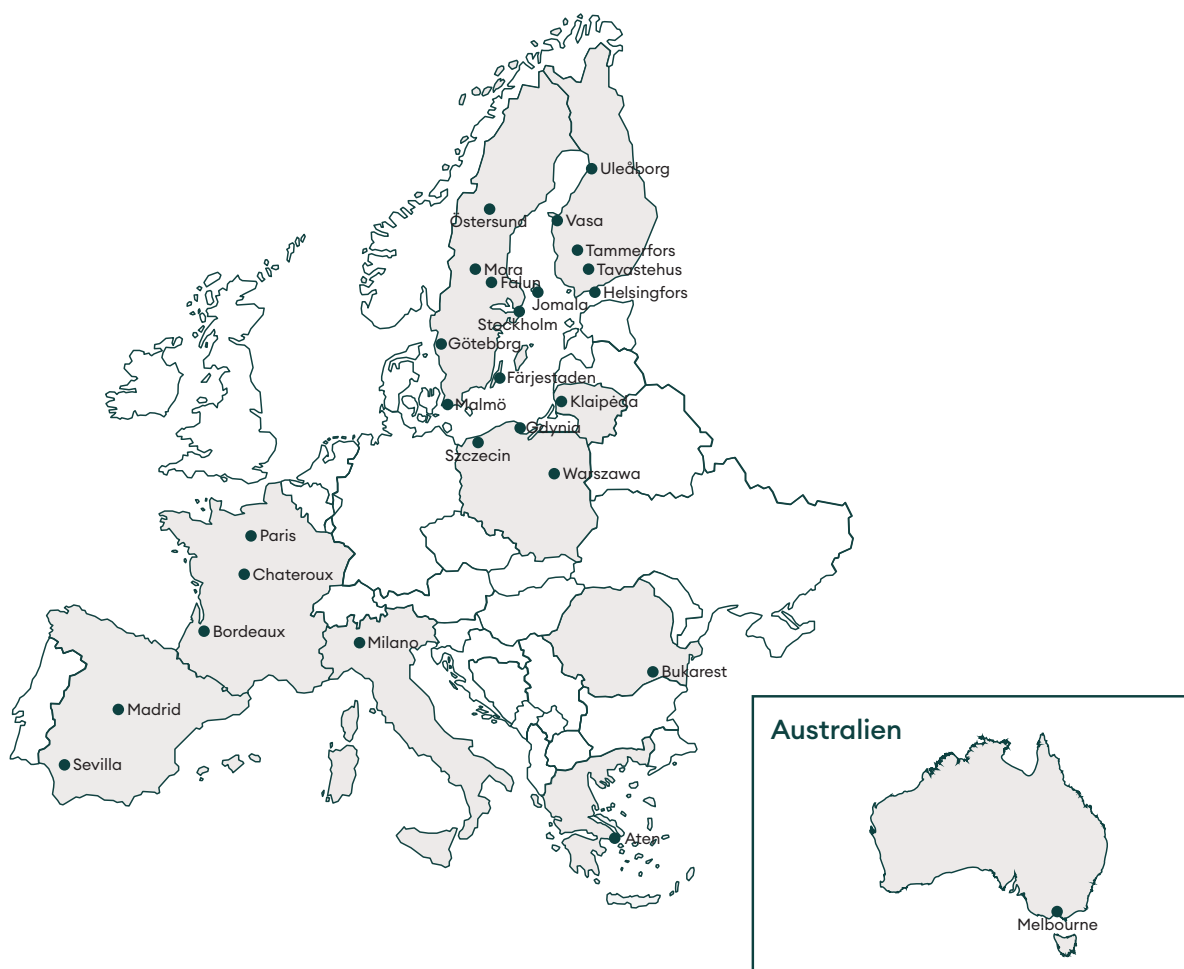 Uleåborg
Östersund
Vasa
Tammerfors
Mora
Tavastehus
Falun
Helsingfors
Jomala
Stockholm
Göteborg
Färjestaden
Malmö
Klaipėda
Gdynia
Szczecin
Warszawa
Paris
Chateroux
Bordeaux
Milano
Bukarest
Madrid
Sevilla
Aten
Australien
Melbourne